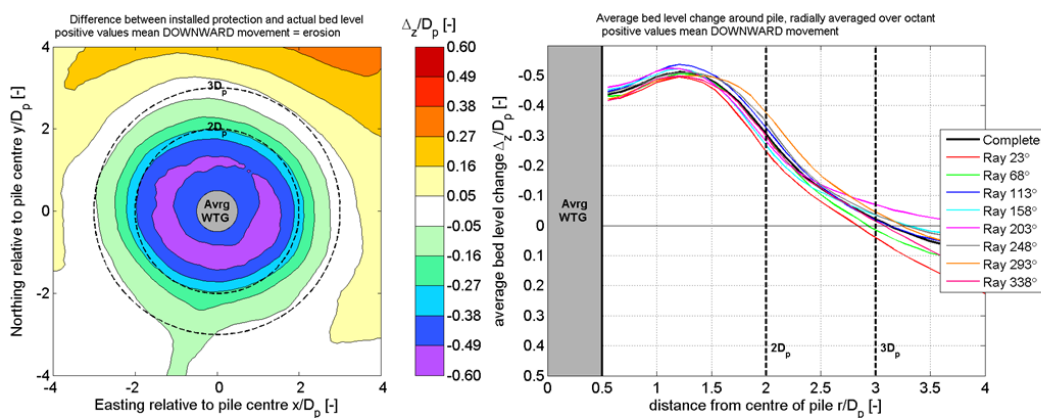 Difference between installed protection and actual bed level
positive values mean DOWNWARD movement = erosion
Δz/Dp [-]
4
2
0
-2
-4
Northing relative to pile centre y/Dp [-]
3Dp
2Dp
Avrg
WTG
-4
-2
0
2
4
Easting relative to pile centre x/Dp [-]
0.60
0.49
0.38
0.27
0.16
0.05
-0.05
-0.16
-0.27
-0.38
-0.49
-0.60
Average bed level change around pile, radially averaged over octant
positive values mean DOWNWARD movement
average bed level change Δz/Dp [-]
-0.5
-0.4
-0.3
-0.2
-0.1
0
0.1
0.2
0.3
0.4
0.5
Avrg
WTG
2Dp
3Dp
Complete
Ray 23°
Ray 68°
Ray 113°
Ray 158°
Ray 203°
Ray 248°
Ray 293°
Ray 338°
0
0.5
1
1.5
2
2.5
3
3.5
4
distance from centre of pile r/Dp [-]